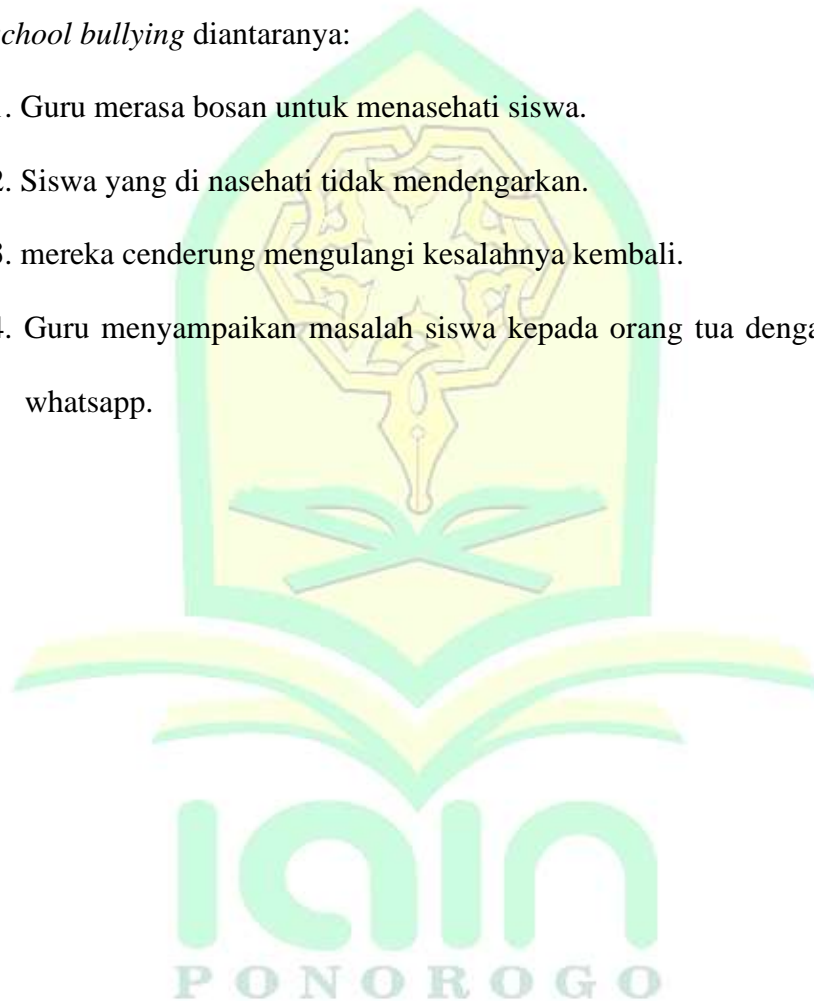 chool bullying diantaranya:
. Guru merasa bosan untuk menasehati siswa.
2. Siswa yang di nasehati tidak mendengarkan.
3. mereka cenderung mengulangi kesalahnya kembali.
4. Guru menyampaikan masalah siswa kepada orang tua denga
whatsapp.
iain
PONOROGO